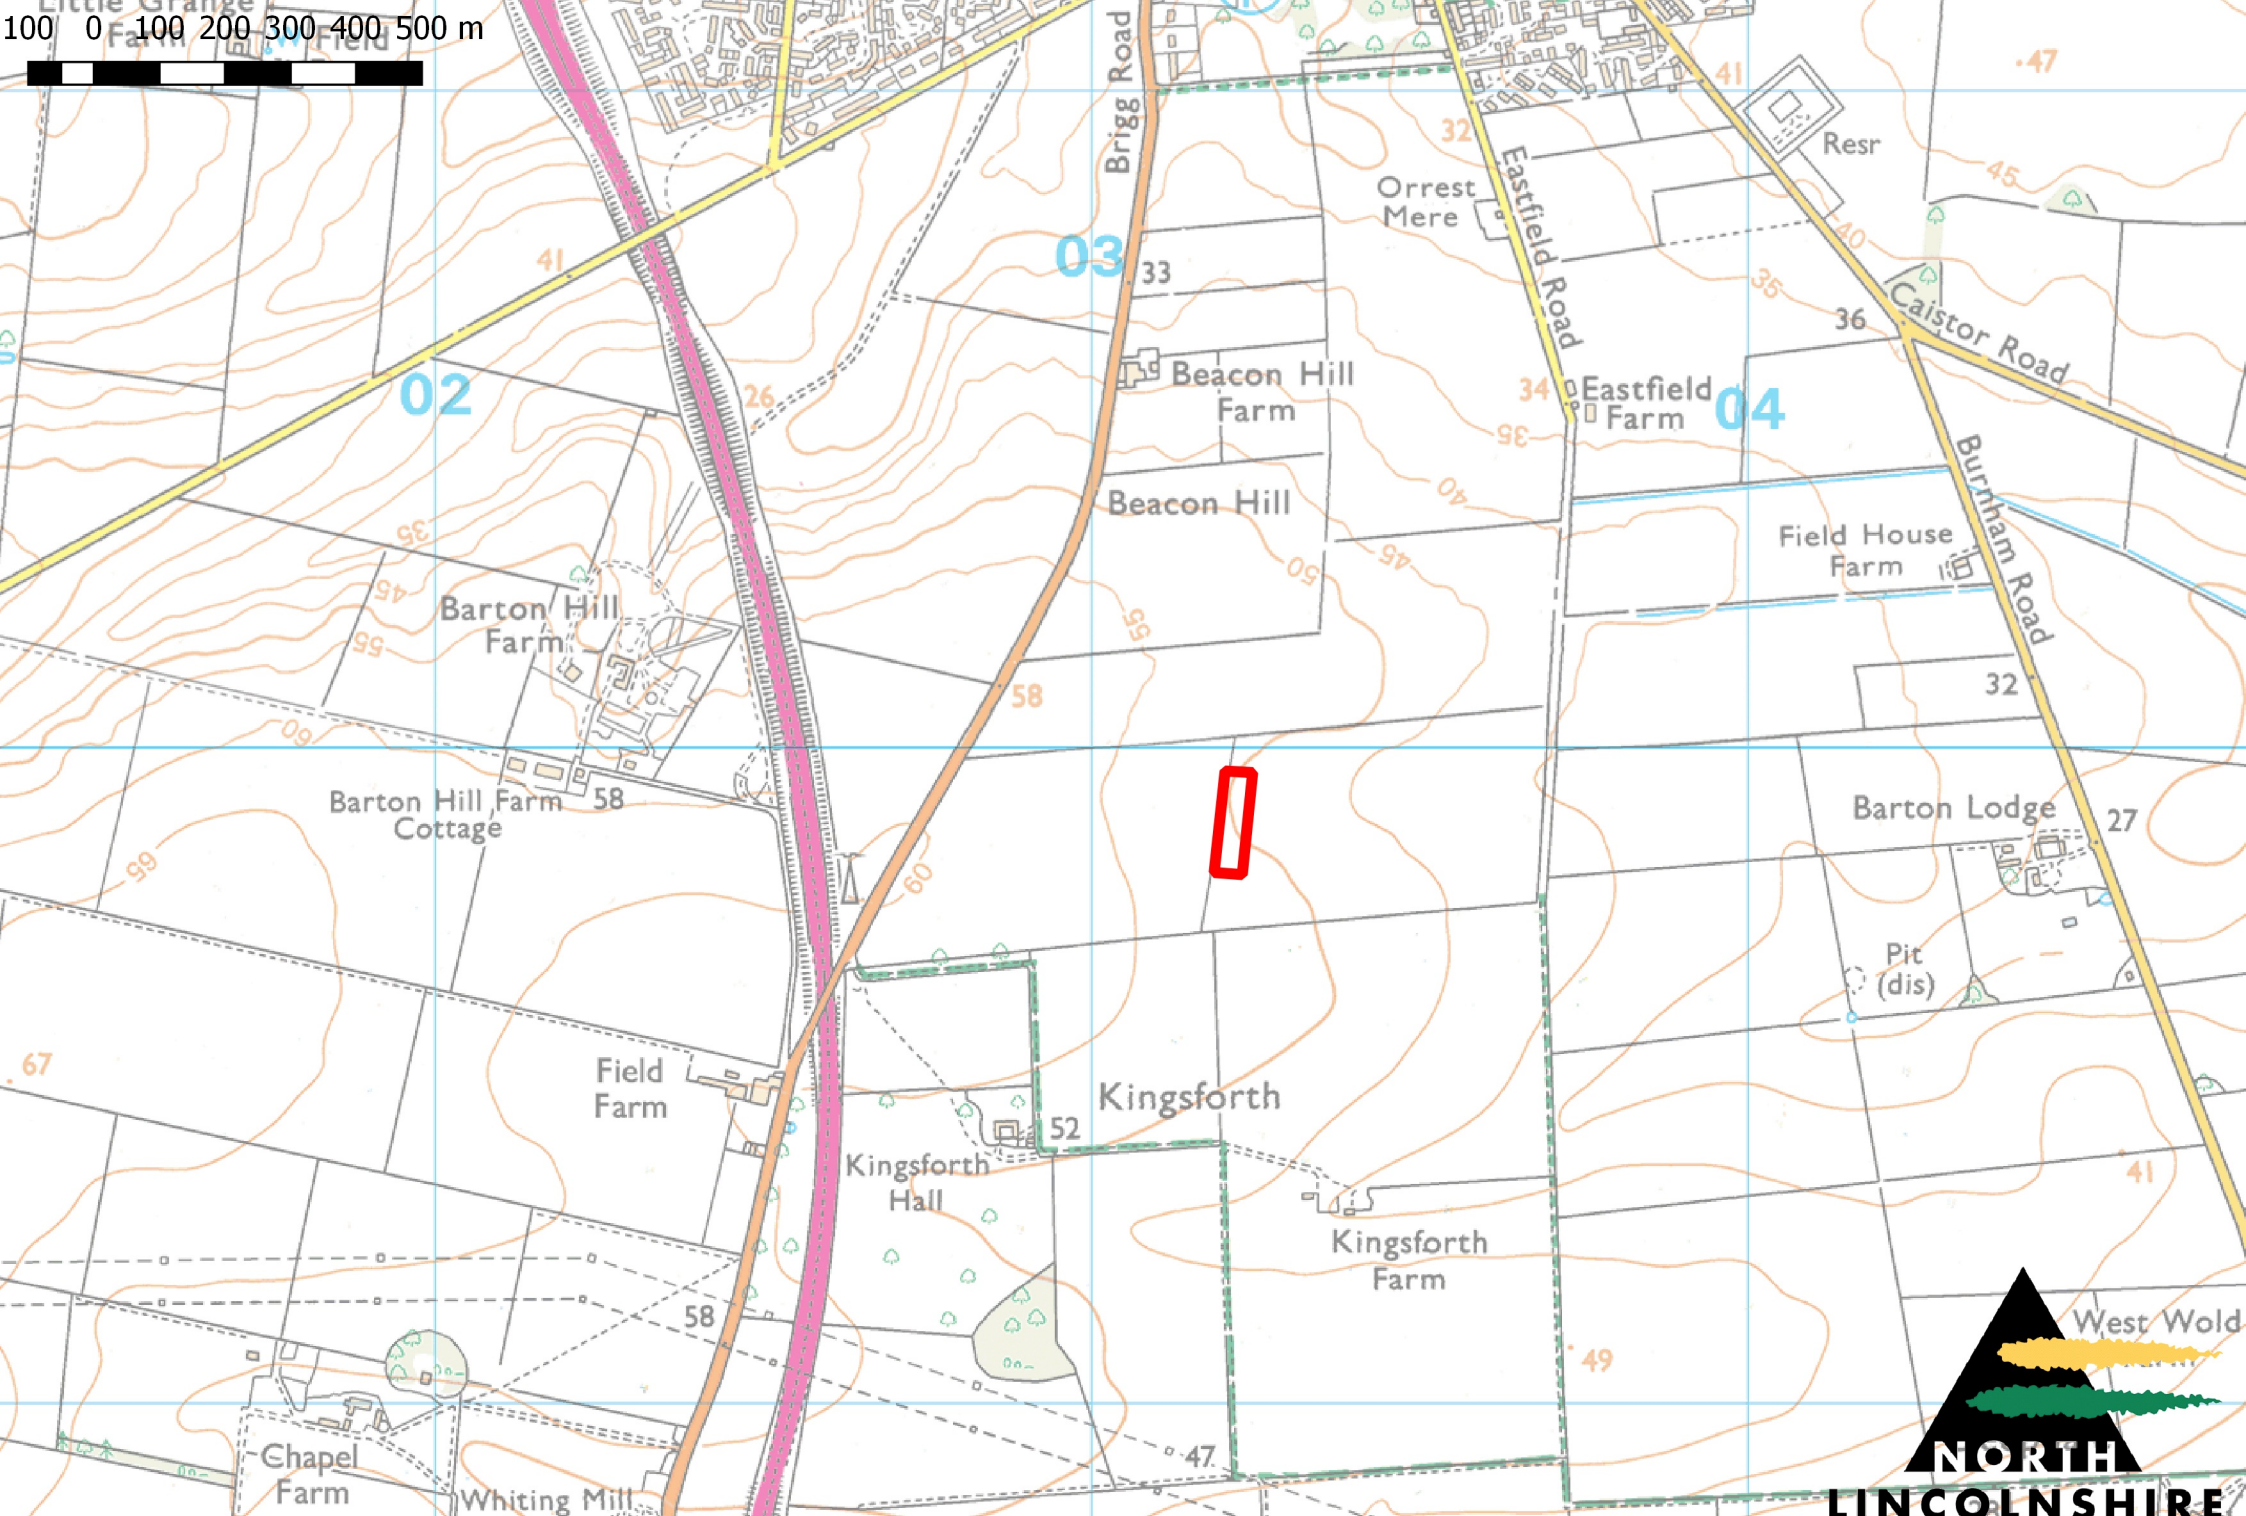 Little Grange
Farm
Field
100 0 100 200 300 400 500 m
Brigg Road
41
47
Resr
32
45
Orrest
Mere
Eastfield Road
40
41
03
33
35
Caistor Road
36
26
02
Beacon Hill
Farm
34
Eastfield
Farm
04
35
Beacon Hill
40
Burnham Road
35
45
50
45
Field House
Farm
Barton Hill
Farm
55
55
58
32
60
Barton Hill Farm
Cottage
58
Barton Lodge
27
65
60
Pit
(dis)
67
Field
Farm
Kingsforth
52
Kingsforth
Hall
41
Kingsforth
Farm
58
49
West Wold
47
Chapel
Farm
Whiting Mill
NORTH
LINCOLNSHIRE